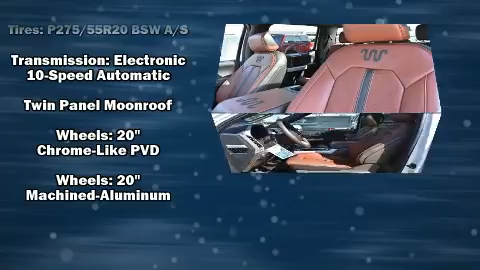 Tires: P275/55R20 BSW A/S
Transmission: Electronic
10-Speed Automatic
Twin Panel Moonroof
Wheels: 20"
Chrome-Like PVD
Wheels: 20"
Machined-Aluminum